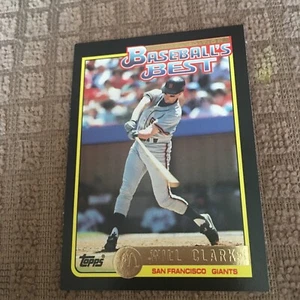 BASEBALL'S
BEST
TOPPS
WILL CLARK
SAN FRANCISCO GIANTS